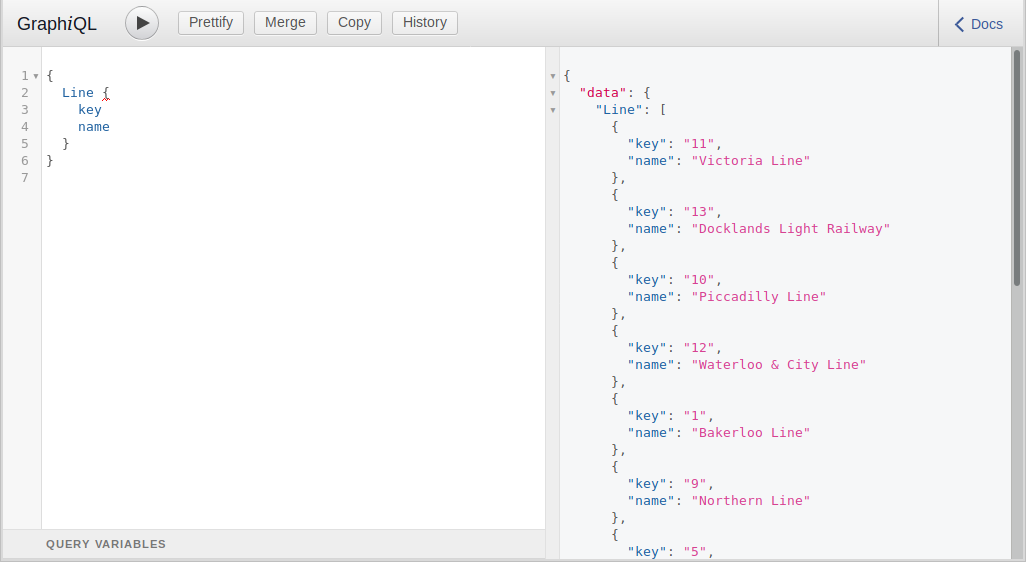 GraphiQL
Prettify Merge Copy History
Docs
1 {
2 Line {
3 key
4 name
5 }
6 }
7
QUERY VARIABLES
{
"data": {
"Line": [
{
"key": "11",
"name": "Victoria Line"
},
{
"key": "13",
"name": "Docklands Light Railway"
},
{
"key": "10",
"name": "Piccadilly Line"
},
{
"key": "12",
"name": "Waterloo & City Line"
},
{
"key": "1",
"name": "Bakerloo Line"
},
{
"key": "9",
"name": "Northern Line"
},
{
"key": "5",